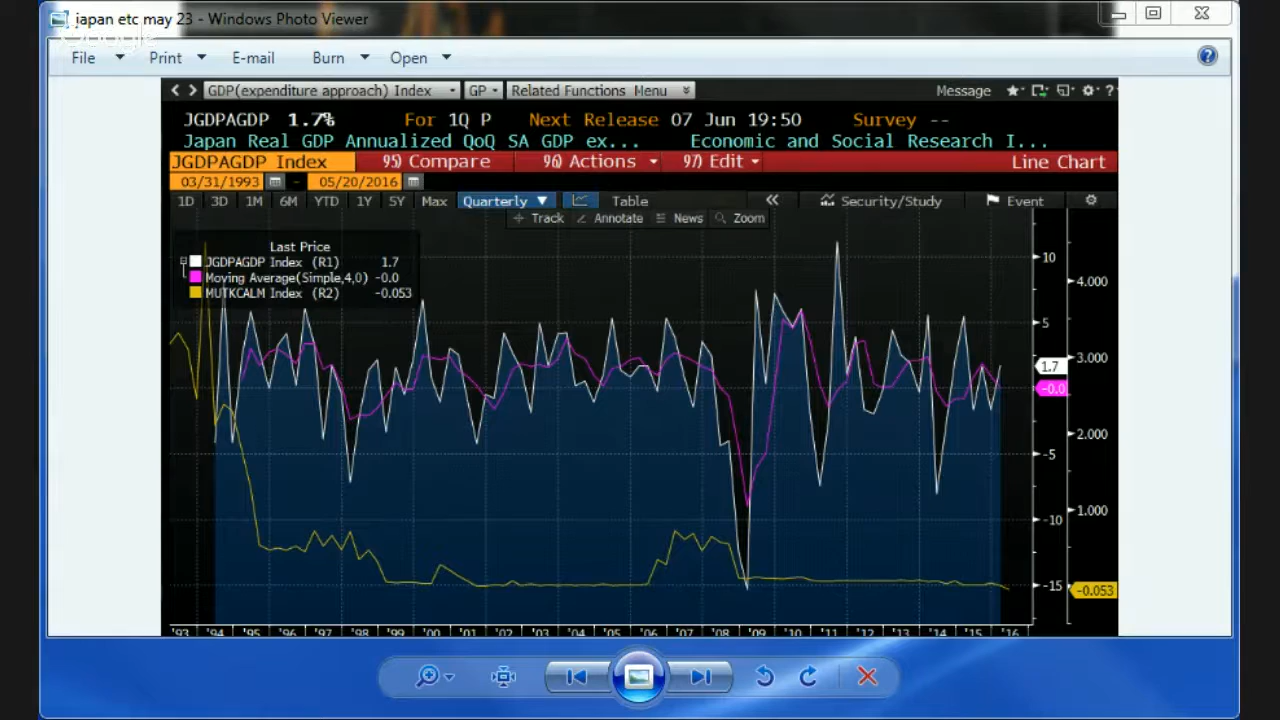 japan etc may 23 - Windows Photo Viewer
File Print E-mail Burn Open
GDP(expenditure approach) Index GP Related Functions Menu Message
JGDPAGDP 1.7% For 1Q P Next Release 07 Jun 19:50 Survey --
Japan Real GDP Annualized QoQ SA GDP ex... Economic and Social Research I...
JGDPAGDP Index 95) Compare 96) Actions 97) Edit Line Chart
03/31/1993 - 05/20/2016
1D 3D 1M 6M YTD 1Y 5Y Max Quarterly Table Security/Study Event
Track Annotate News Zoom
Last Price
JGDPAGDP Index (R1) 1.7
Moving Average(Simple,4,0) -0.0
MUTKCALM Index (R2) -0.053
10
4.000
5
3.000
1.7
-0.0
2.000
-5
1.000
-10
-15
-0.053
'93 '94 '95 '96 '97 '98 '99 '00 '01 '02 '03 '04 '05 '06 '07 '08 '09 '10 '11 '12 '13 '14 '15 '16